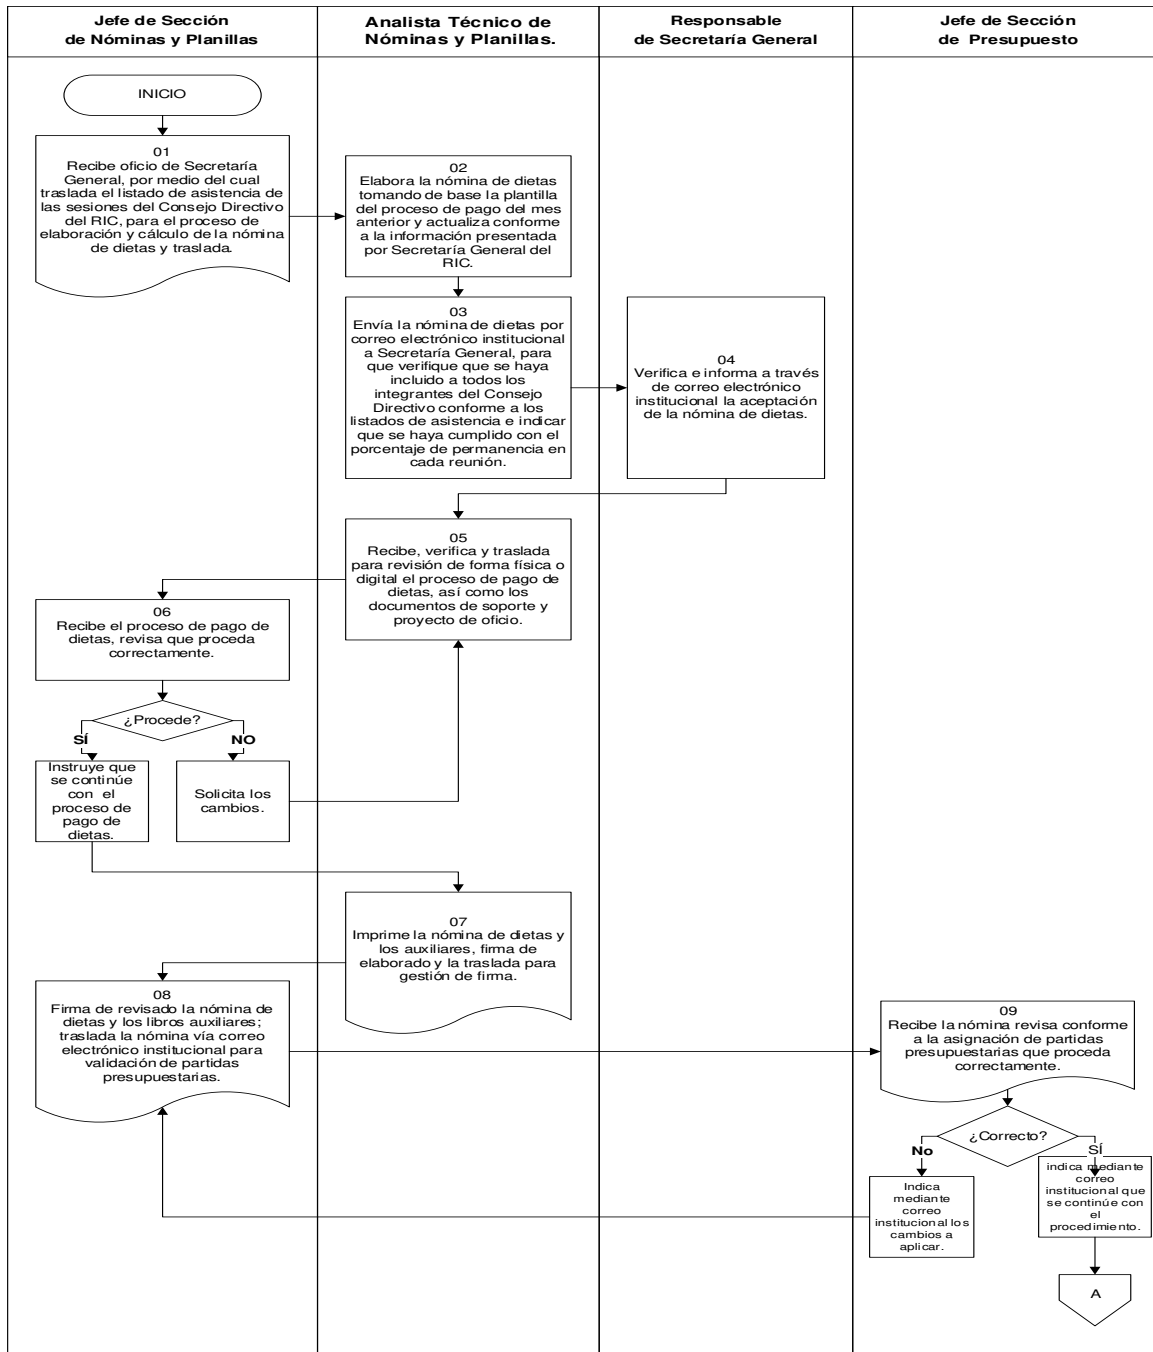 Jefe de Sección
de Nóminas y Planillas
Analista Técnico de
Nóminas y Planillas.
Responsable
de Secretaría General
Jefe de Sección
de Presupuesto
INICIO
01
Recibe oficio de Secretaría
General, por medio del cual
traslada el listado de asistencia de
las sesiones del Consejo Directivo
del RIC, para el proceso de
elaboración y cálculo de la nómina
de dietas y traslada.
02
Elabora la nómina de dietas
tomando de base la plantilla
del proceso de pago del mes
anterior y actualiza conforme
a la información presentada
por Secretaría General del
RIC.
03
Envía la nómina de dietas por
correo electrónico institucional
a Secretaría General, para
que verifique que se haya
incluido a todos los
integrantes del Consejo
Directivo conforme a los
listados de asistencia e indicar
que se haya cumplido con el
porcentaje de permanencia en
cada reunión.
04
Verifica e informa a través
de correo electrónico
institucional la aceptación
de la nómina de dietas.
05
Recibe, verifica y traslada
para revisión de forma física o
digital el proceso de pago de
dietas, así como los
documentos de soporte y
proyecto de oficio.
06
Recibe el proceso de pago de
dietas, revisa que proceda
correctamente.
¿Procede?
SÍ
NO
Instruye que
se continúe
con el
proceso de
pago de
dietas.
Solicita los
cambios.
07
Imprime la nómina de dietas y
los auxiliares, firma de
elaborado y la traslada para
gestión de firma.
08
Firma de revisado la nómina de
dietas y los libros auxiliares;
traslada la nómina vía correo
electrónico institucional para
validación de partidas
presupuestarias.
09
Recibe la nómina revisa conforme
a la asignación de partidas
presupuestarias que proceda
correctamente.
¿Correcto?
No
SÍ
Indica
mediante
correo
institucional los
cambios a
aplicar.
indica mediante
correo
institucional que
se continúe con
el
procedimiento.
A